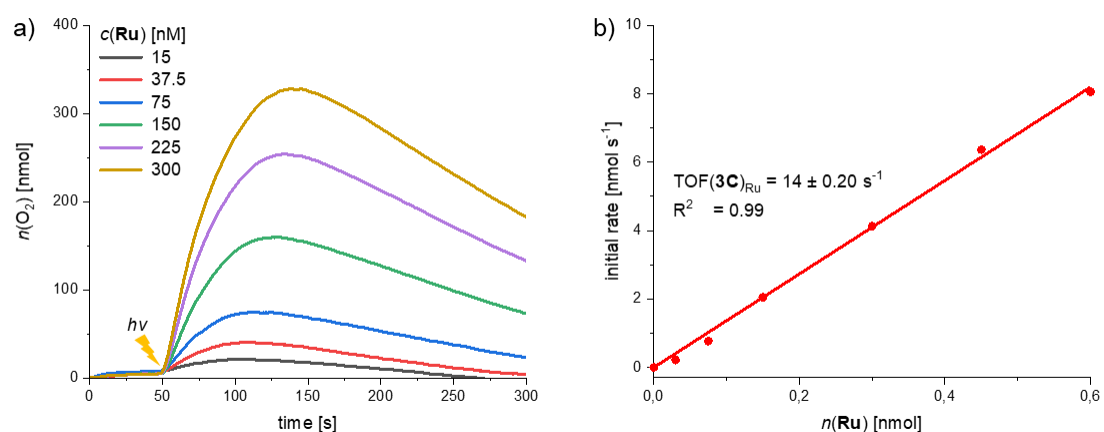 a)
c(Ru) [nM]
15
37.5
75
150
225
300
hν
400
300
200
100
0
0
50
100
150
200
250
300
n(O₂) [nmol]
time [s]
b)
10
8
6
4
2
0
0,0
0,2
0,4
0,6
initial rate [nmol s⁻¹]
n(Ru) [nmol]
TOF(3C)Ru = 14 ± 0.20 s⁻¹
R² = 0.99